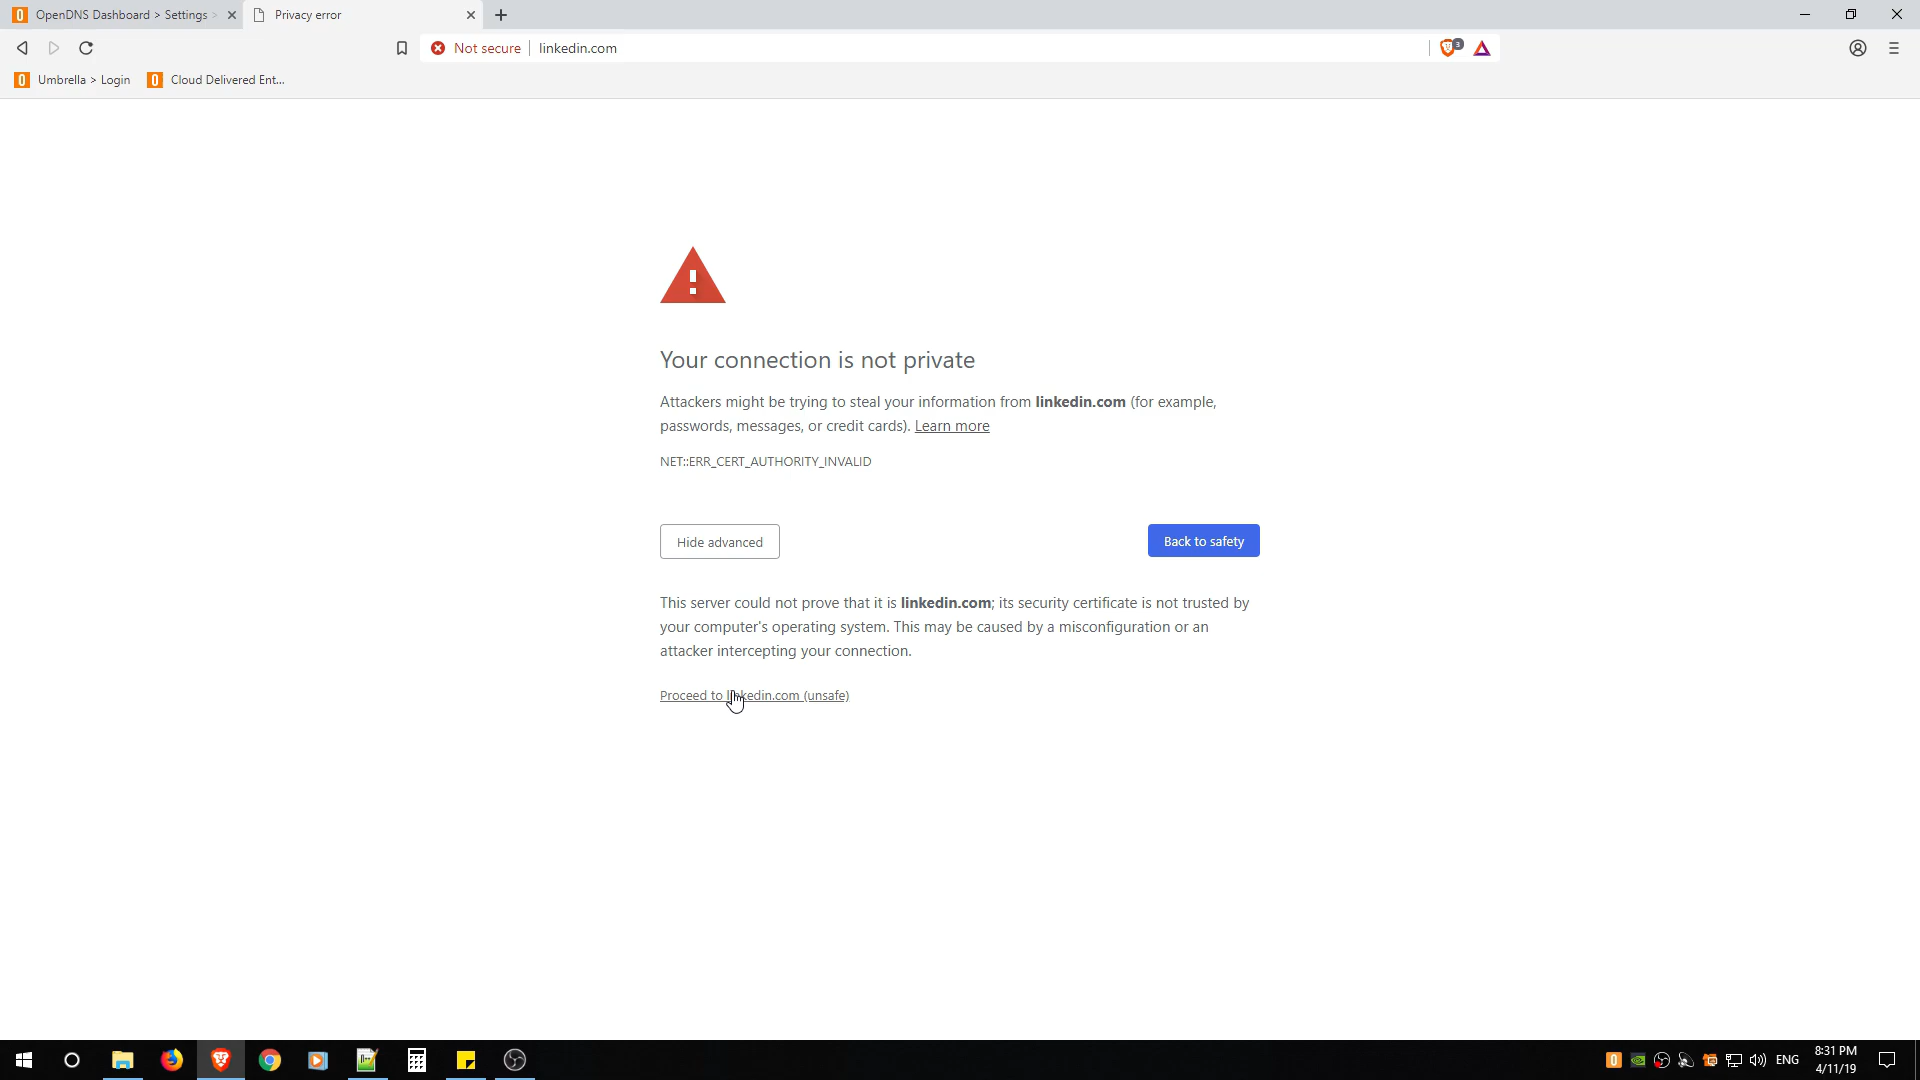 OpenDNS Dashboard > Settings >
Privacy error
Not secure
linkedin.com
3
Umbrella > Login
Cloud Delivered Ent...
Your connection is not private
Attackers might be trying to steal your information from linkedin.com (for example,
passwords, messages, or credit cards). Learn more
NET::ERR_CERT_AUTHORITY_INVALID
Hide advanced
Back to safety
This server could not prove that it is linkedin.com; its security certificate is not trusted by
your computer's operating system. This may be caused by a misconfiguration or an
attacker intercepting your connection.
Proceed to linkedin.com (unsafe)
ENG
8:31 PM
4/11/19